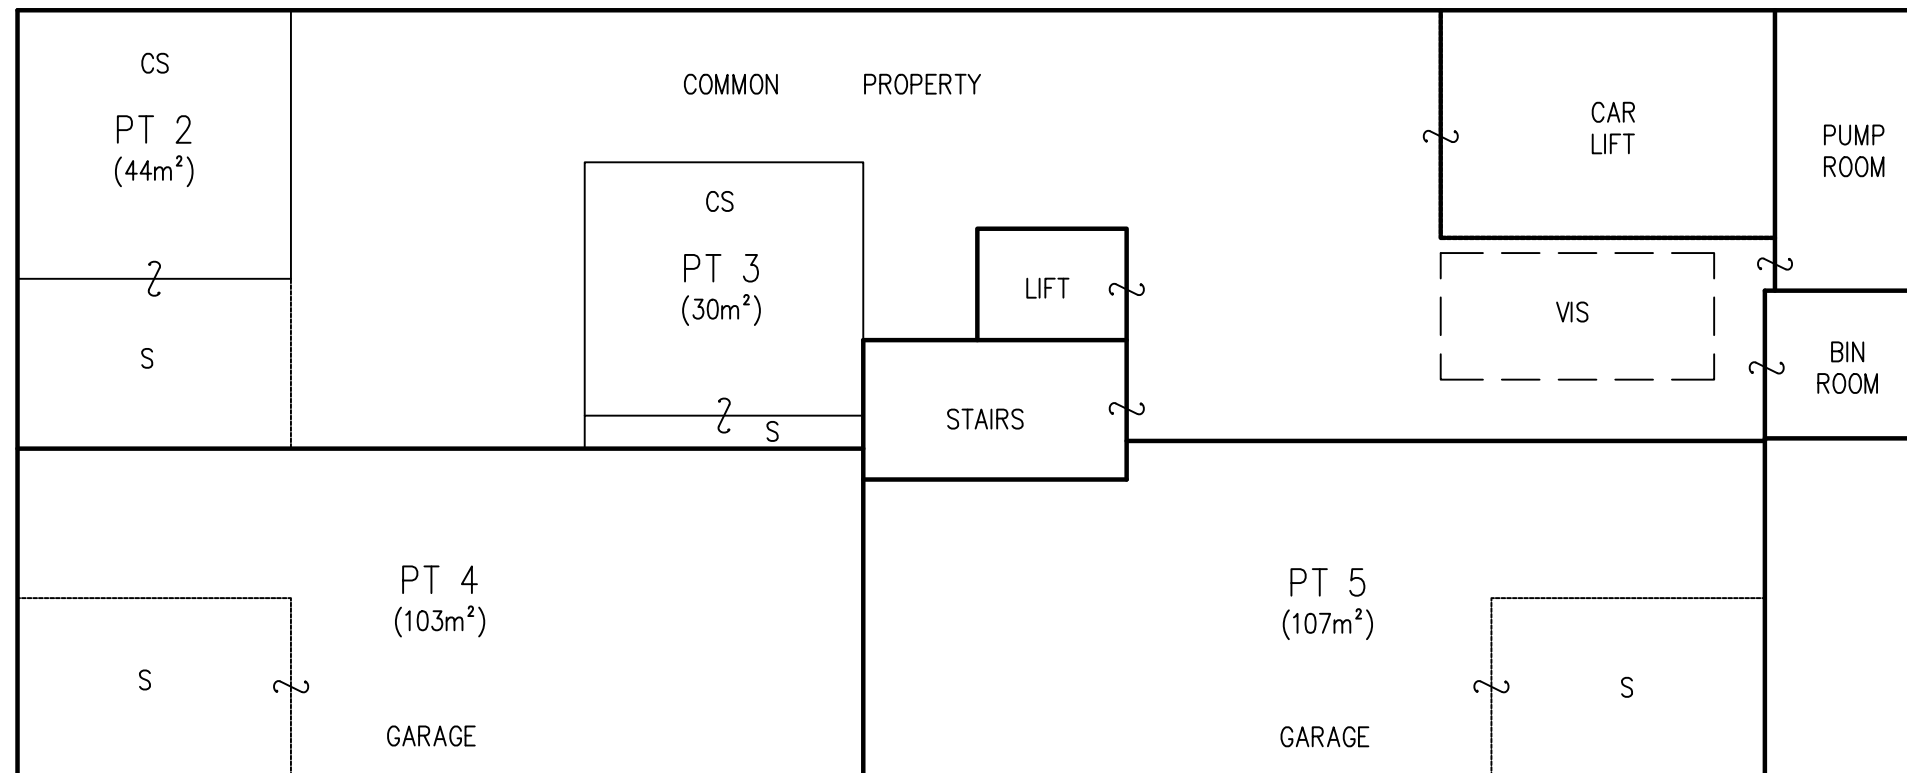 CS
PT 2
(44m²)
S
COMMON PROPERTY
CS
PT 3
(30m²)
S
LIFT
STAIRS
CAR
LIFT
PUMP
ROOM
VIS
BIN
ROOM
PT 4
(103m²)
S
GARAGE
PT 5
(107m²)
S
GARAGE